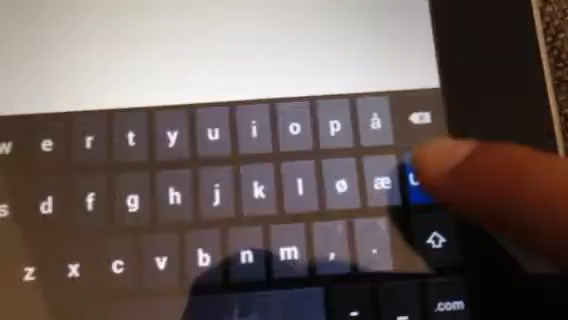 w e r t y u i o p å
s d f g h j k l ø æ
z x c v b n m , .
- _ .com